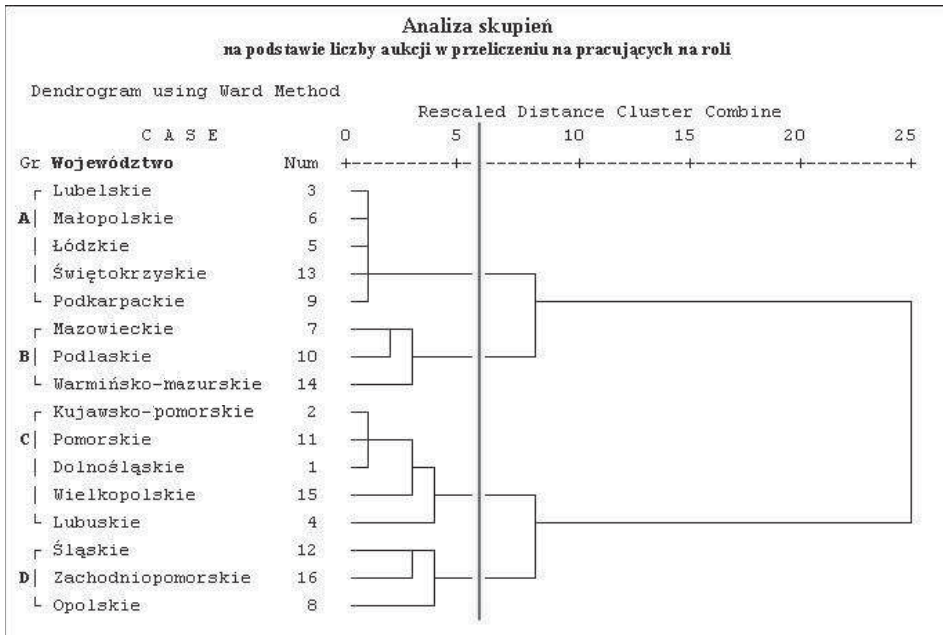 Analiza skupień
na podstawie liczby aukcji w przeliczeniu na pracujących na roli
Dendrogram using Ward Method
Rescaled Distance Cluster Combine
C A S E 0 5 10 15 20 25
Gr Województwo Num
Lubelskie 3
A Małopolskie 6
Łódzkie 5
Świętokrzyskie 13
Podkarpackie 9
Mazowieckie 7
B Podlaskie 10
Warmińsko-mazurskie 14
Kujawsko-pomorskie 2
C Pomorskie 11
Dolnośląskie 1
Wielkopolskie 15
Lubuskie 4
Śląskie 12
D Zachodniopomorskie 16
Opolskie 8